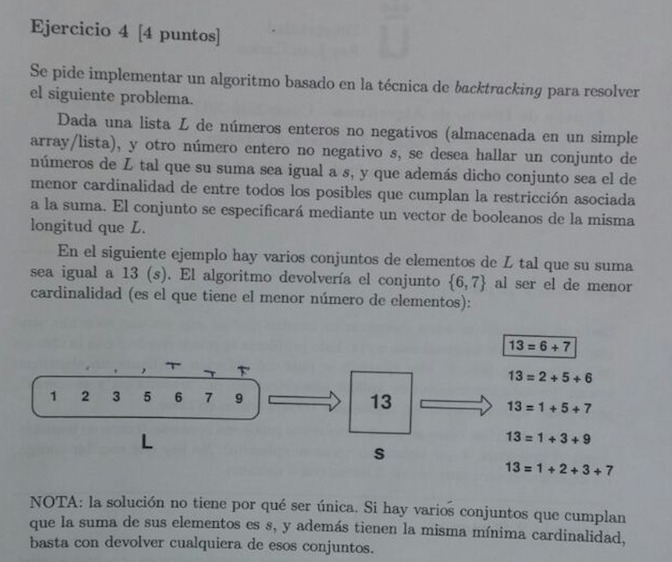 Ejercicio 4 [4 puntos]
Se pide implementar un algoritmo basado en la técnica de backtracking para resolver
el siguiente problema.
Dada una lista L de números enteros no negativos (almacenada en un simple
array/lista), y otro número entero no negativo s, se desea hallar un conjunto de
números de L tal que su suma sea igual a s, y que además dicho conjunto sea el de
menor cardinalidad de entre todos los posibles que cumplan la restricción asociada
a la suma. El conjunto se especificará mediante un vector de booleanos de la misma
longitud que L.
En el siguiente ejemplo hay varios conjuntos de elementos de L tal que su suma
sea igual a 13 (s). El algoritmo devolvería el conjunto {6, 7} al ser el de menor
cardinalidad (es el que tiene el menor número de elementos):
1 2 3 5 6 7 9
L
13
s
13 = 6 + 7
13 = 2 + 5 + 6
13 = 1 + 5 + 7
13 = 1 + 3 + 9
13 = 1 + 2 + 3 + 7
NOTA: la solución no tiene por qué ser única. Si hay varios conjuntos que cumplan
que la suma de sus elementos es s, y además tienen la misma mínima cardinalidad,
basta con devolver cualquiera de esos conjuntos.